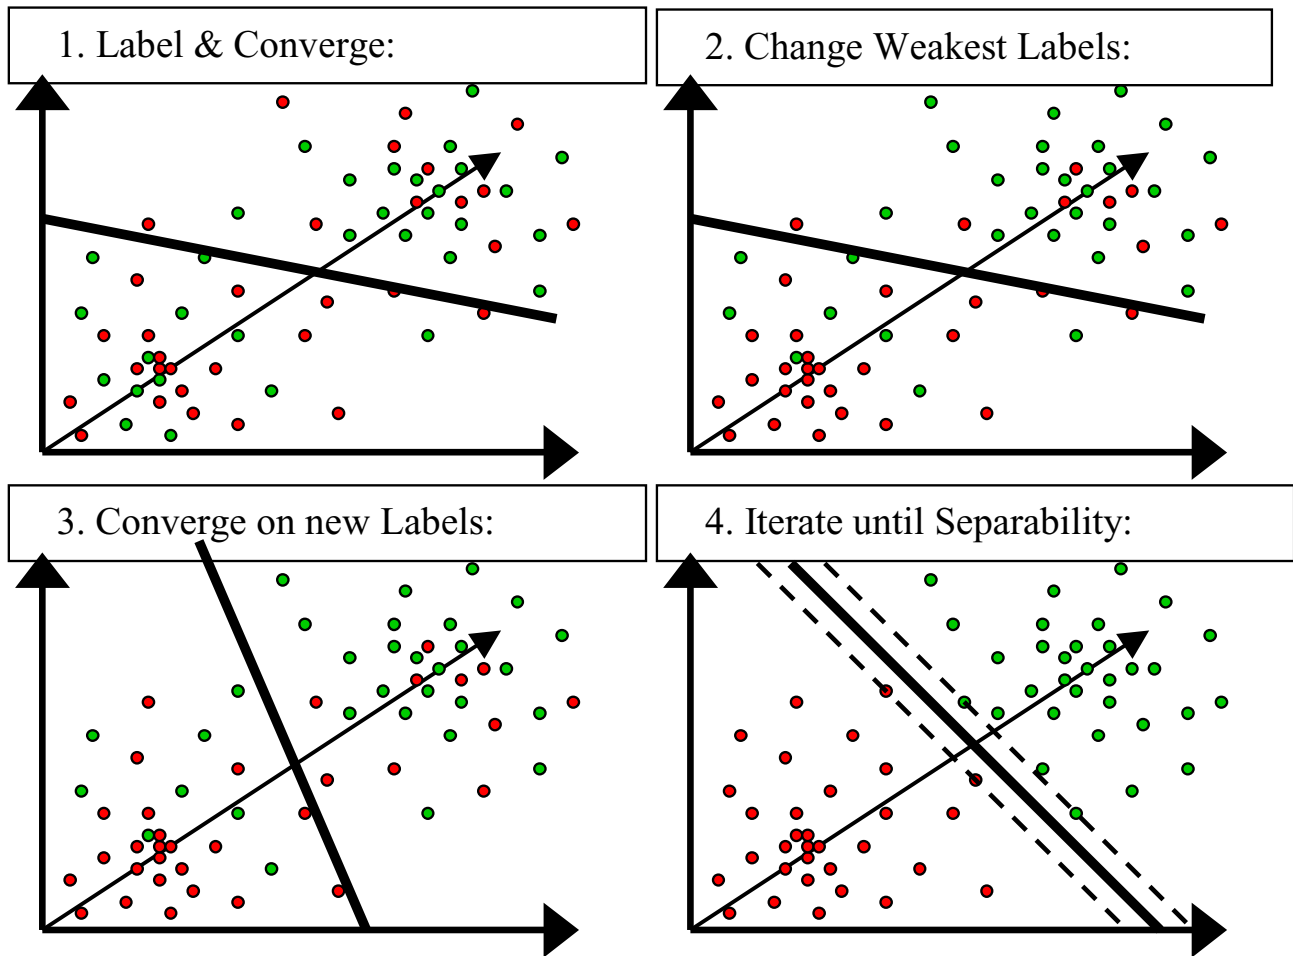 1. Label & Converge:
2. Change Weakest Labels:
3. Converge on new Labels:
4. Iterate until Separability: